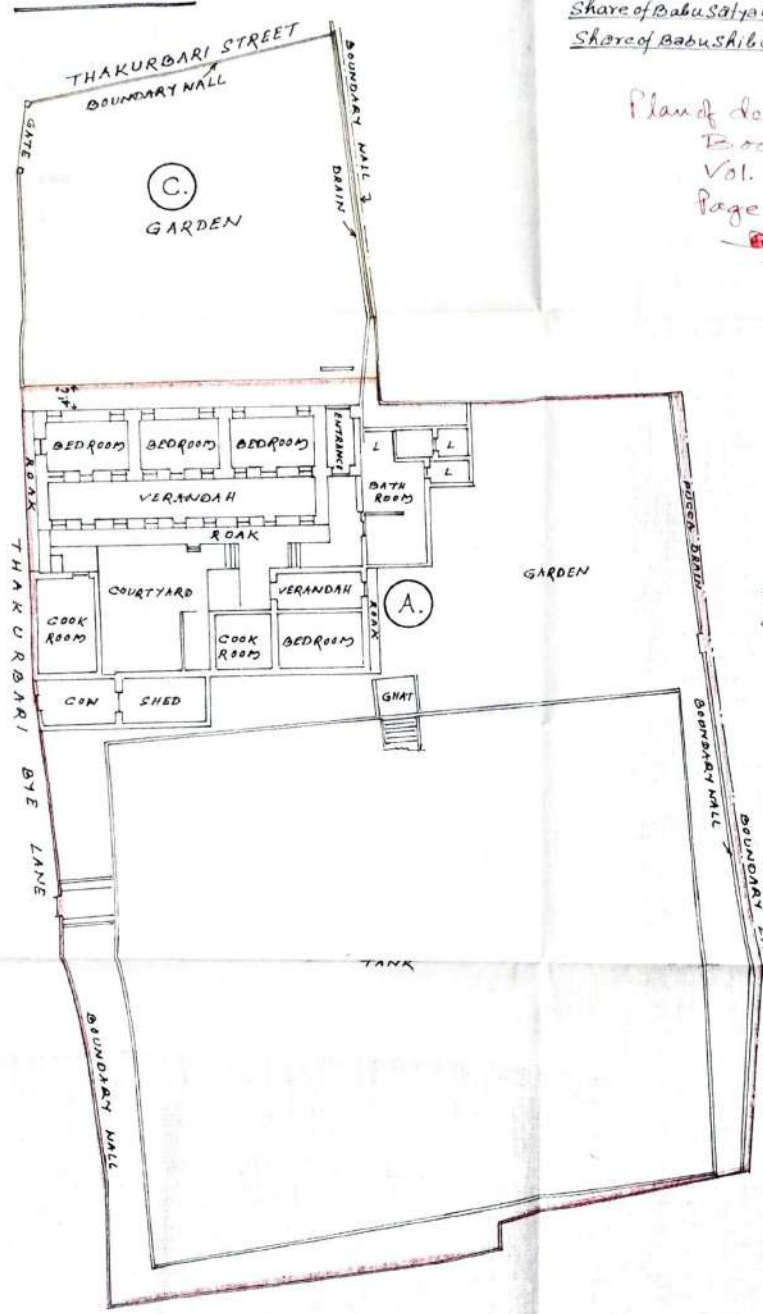 Share of Babu Satya
Share of Babu Shibu
Plan of
Vol.
Page
THAKURBARI STREET
BOUNDARY WALL
GATE
C.
GARDEN
BOUNDARY WALL
DRAIN
BEDROOM BEDROOM BEDROOM ENTRANCE
L L
L
BATH
ROOM
VERANDAH
ROAK
ROAK
THAKURBARI BYE LANE
COURTYARD
COOK
ROOM
VERANDAH
COOK
ROOM
BEDROOM
ROAK
A.
GARDEN
PUCCA DRAIN
COW SHED
GHAT
BOUNDARY WALL
BOUNDARY
TANK
BOUNDARY WALL